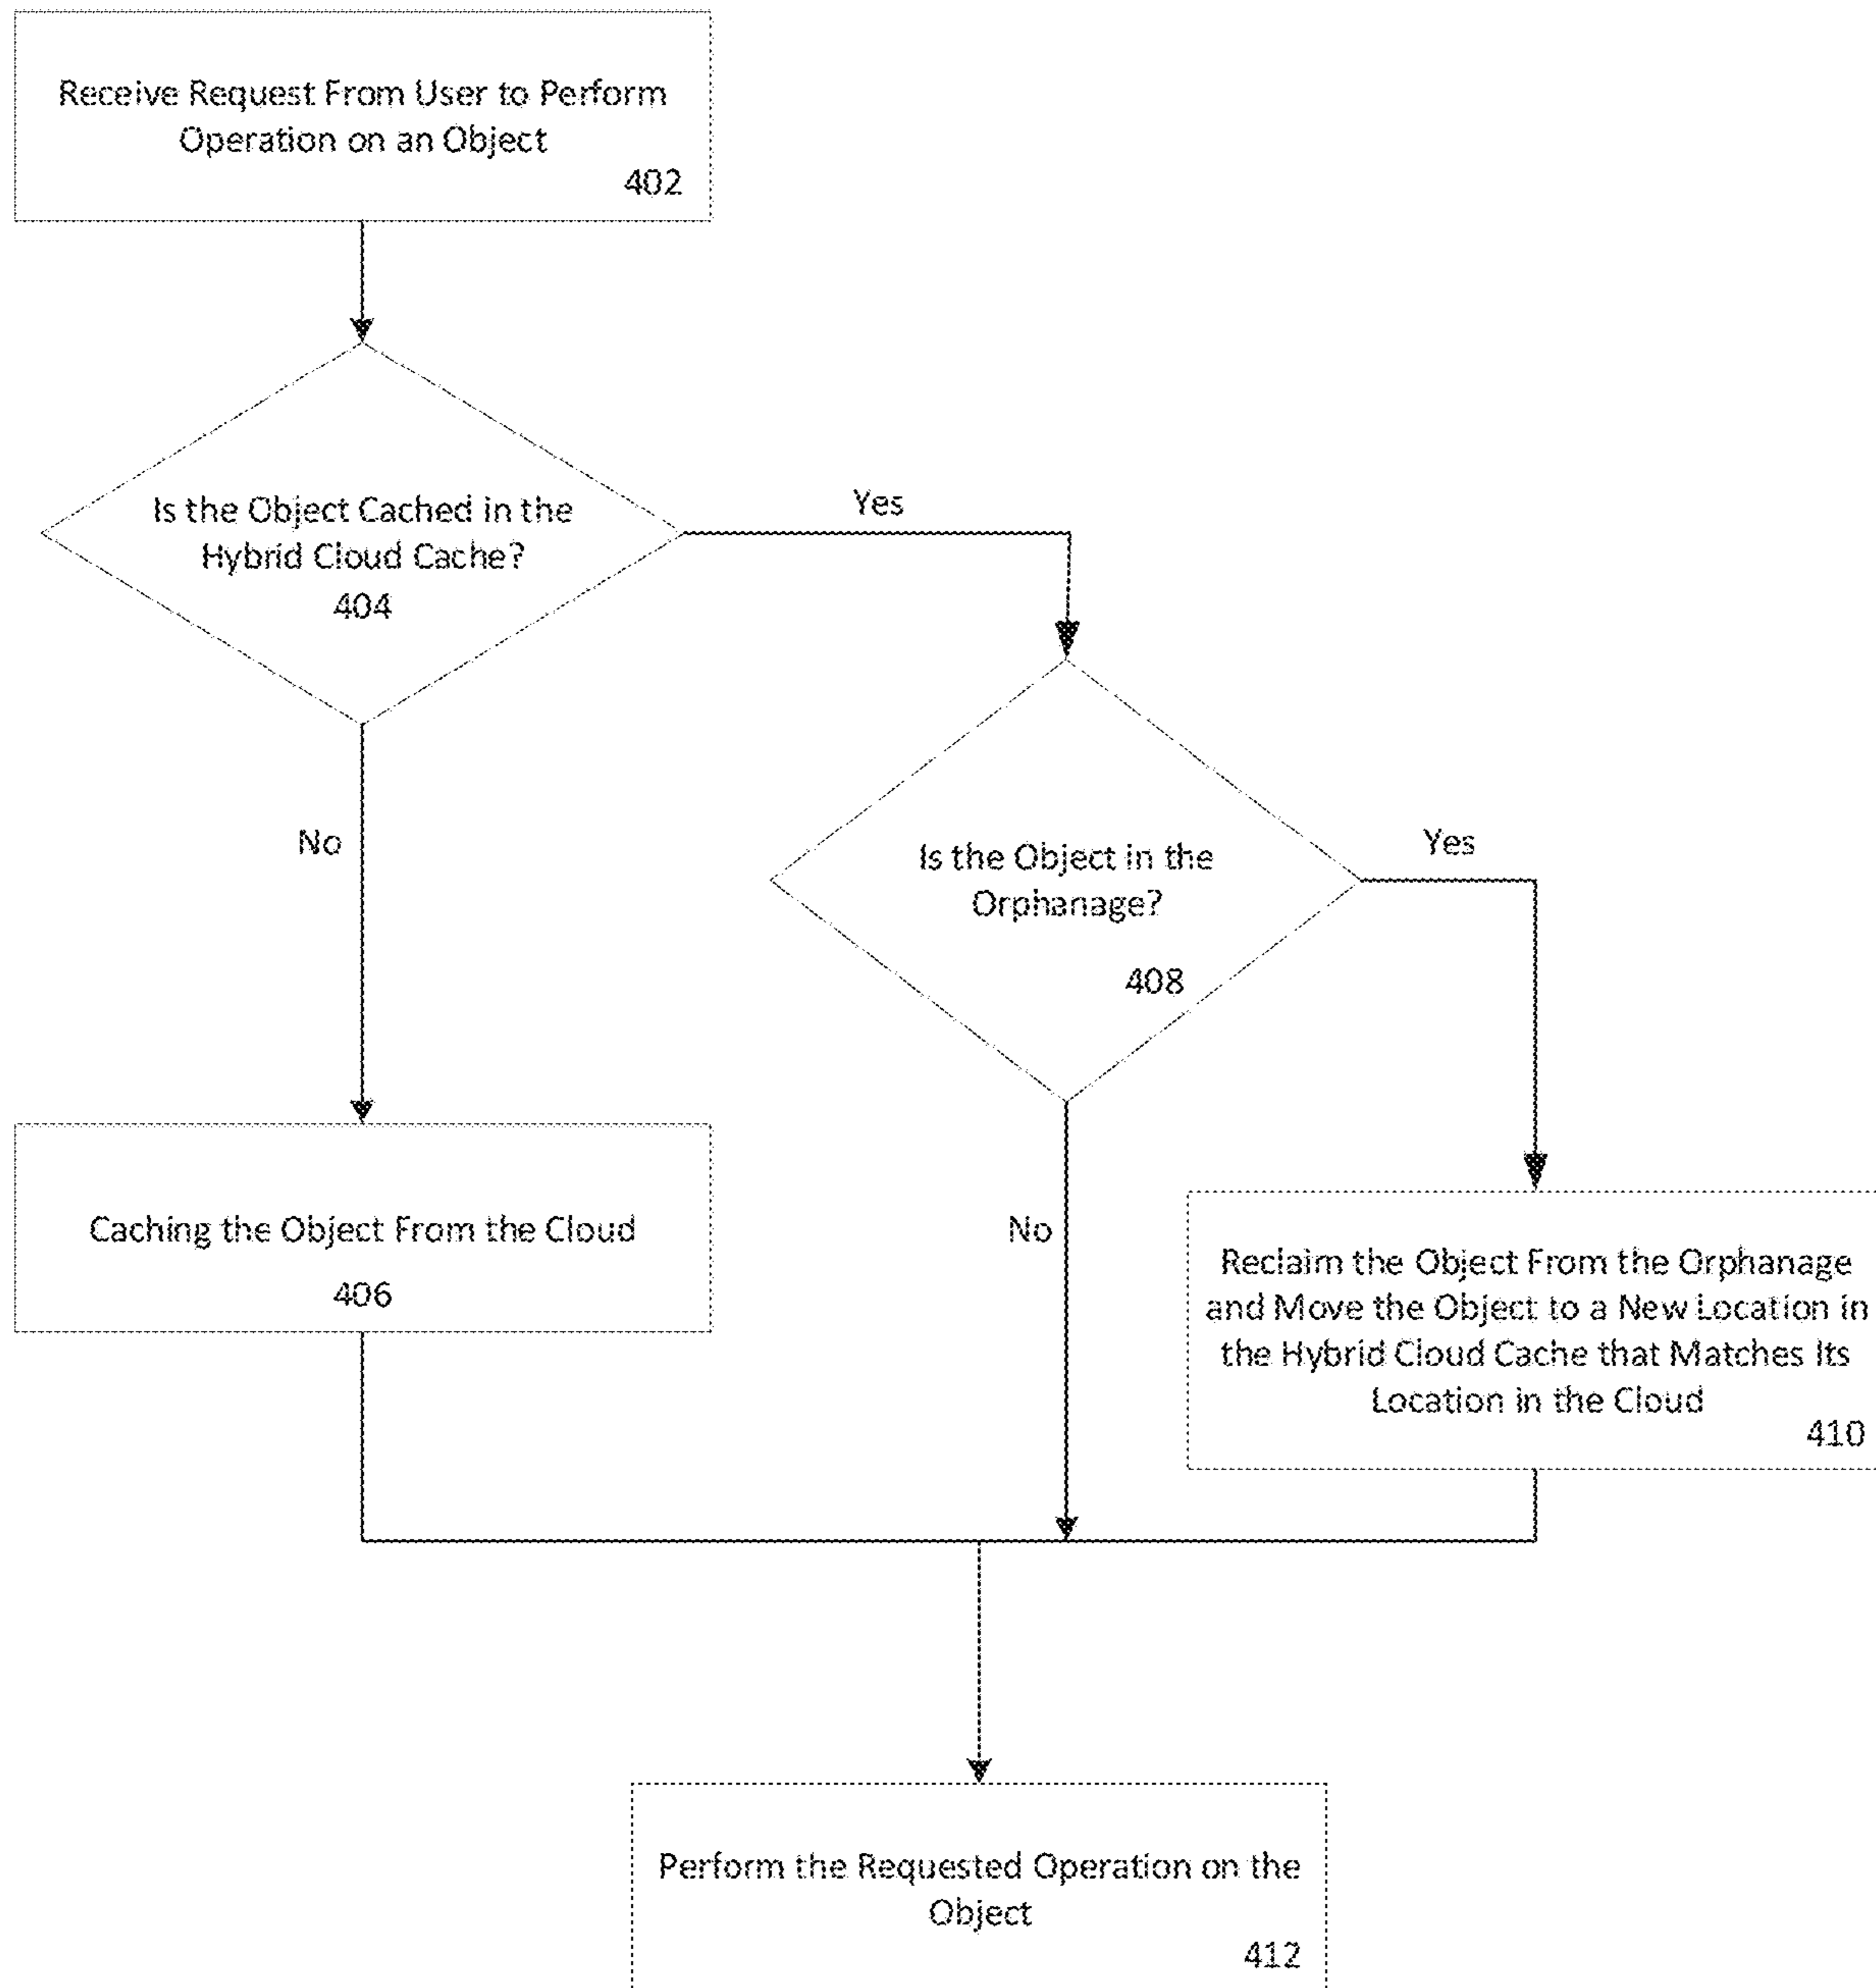 Receive Request From User to Perform
Operation on an Object
402
Is the Object Cached in the
Hybrid Cloud Cache?
404
Yes
No
Is the Object in the
Orphanage?
408
Yes
No
Caching the Object From the Cloud
406
Reclaim the Object From the Orphanage
and Move the Object to a New Location in
the Hybrid Cloud Cache that Matches Its
Location in the Cloud
410
Perform the Requested Operation on the
Object
412